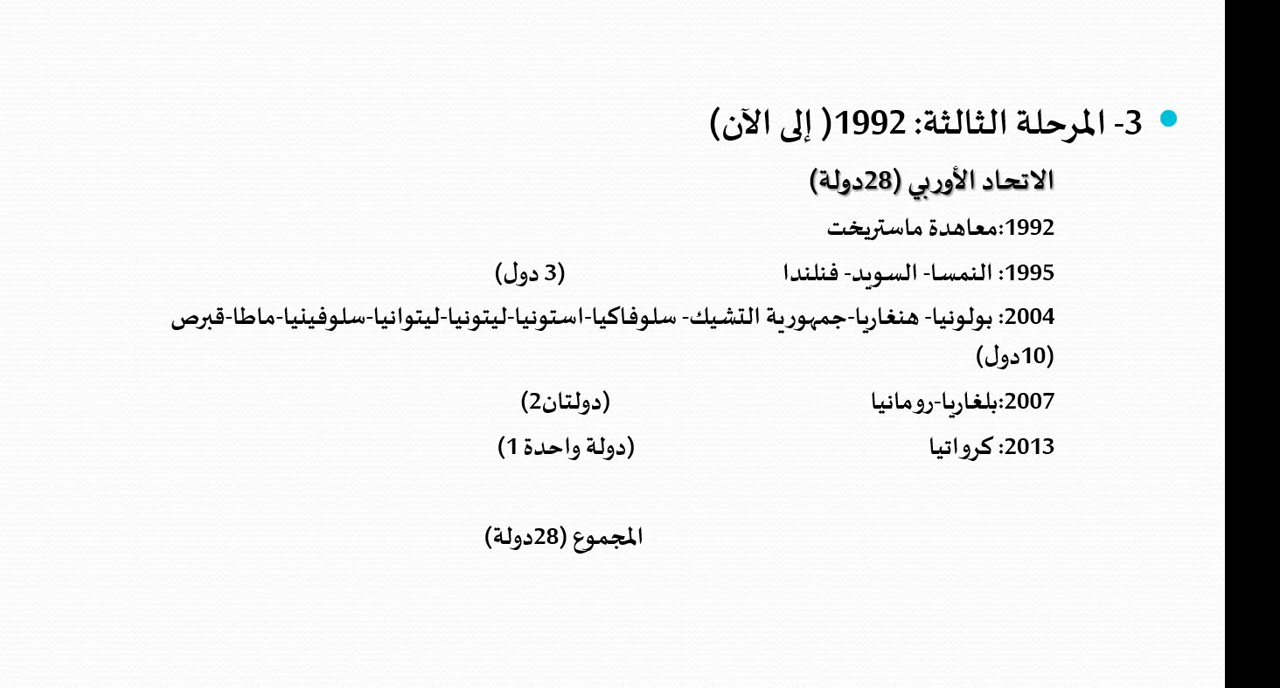 3- المرحلة الثالثة: 1992( إلى الآن)
الاتحاد الأوربي (28دولة)
1992:معاهدة ماستريخت
1995: النمسا- السويد- فنلندا (3 دول)
2004: بولونيا- هنغاريا-جمهورية التشيك- سلوفاكيا-استونيا-ليتونيا-ليتوانيا-سلوفينيا-ماطا-قبرص
(10دول)
2007:بلغاريا-رومانيا (دولتان2)
2013: كرواتيا (دولة واحدة 1)
المجموع (28دولة)